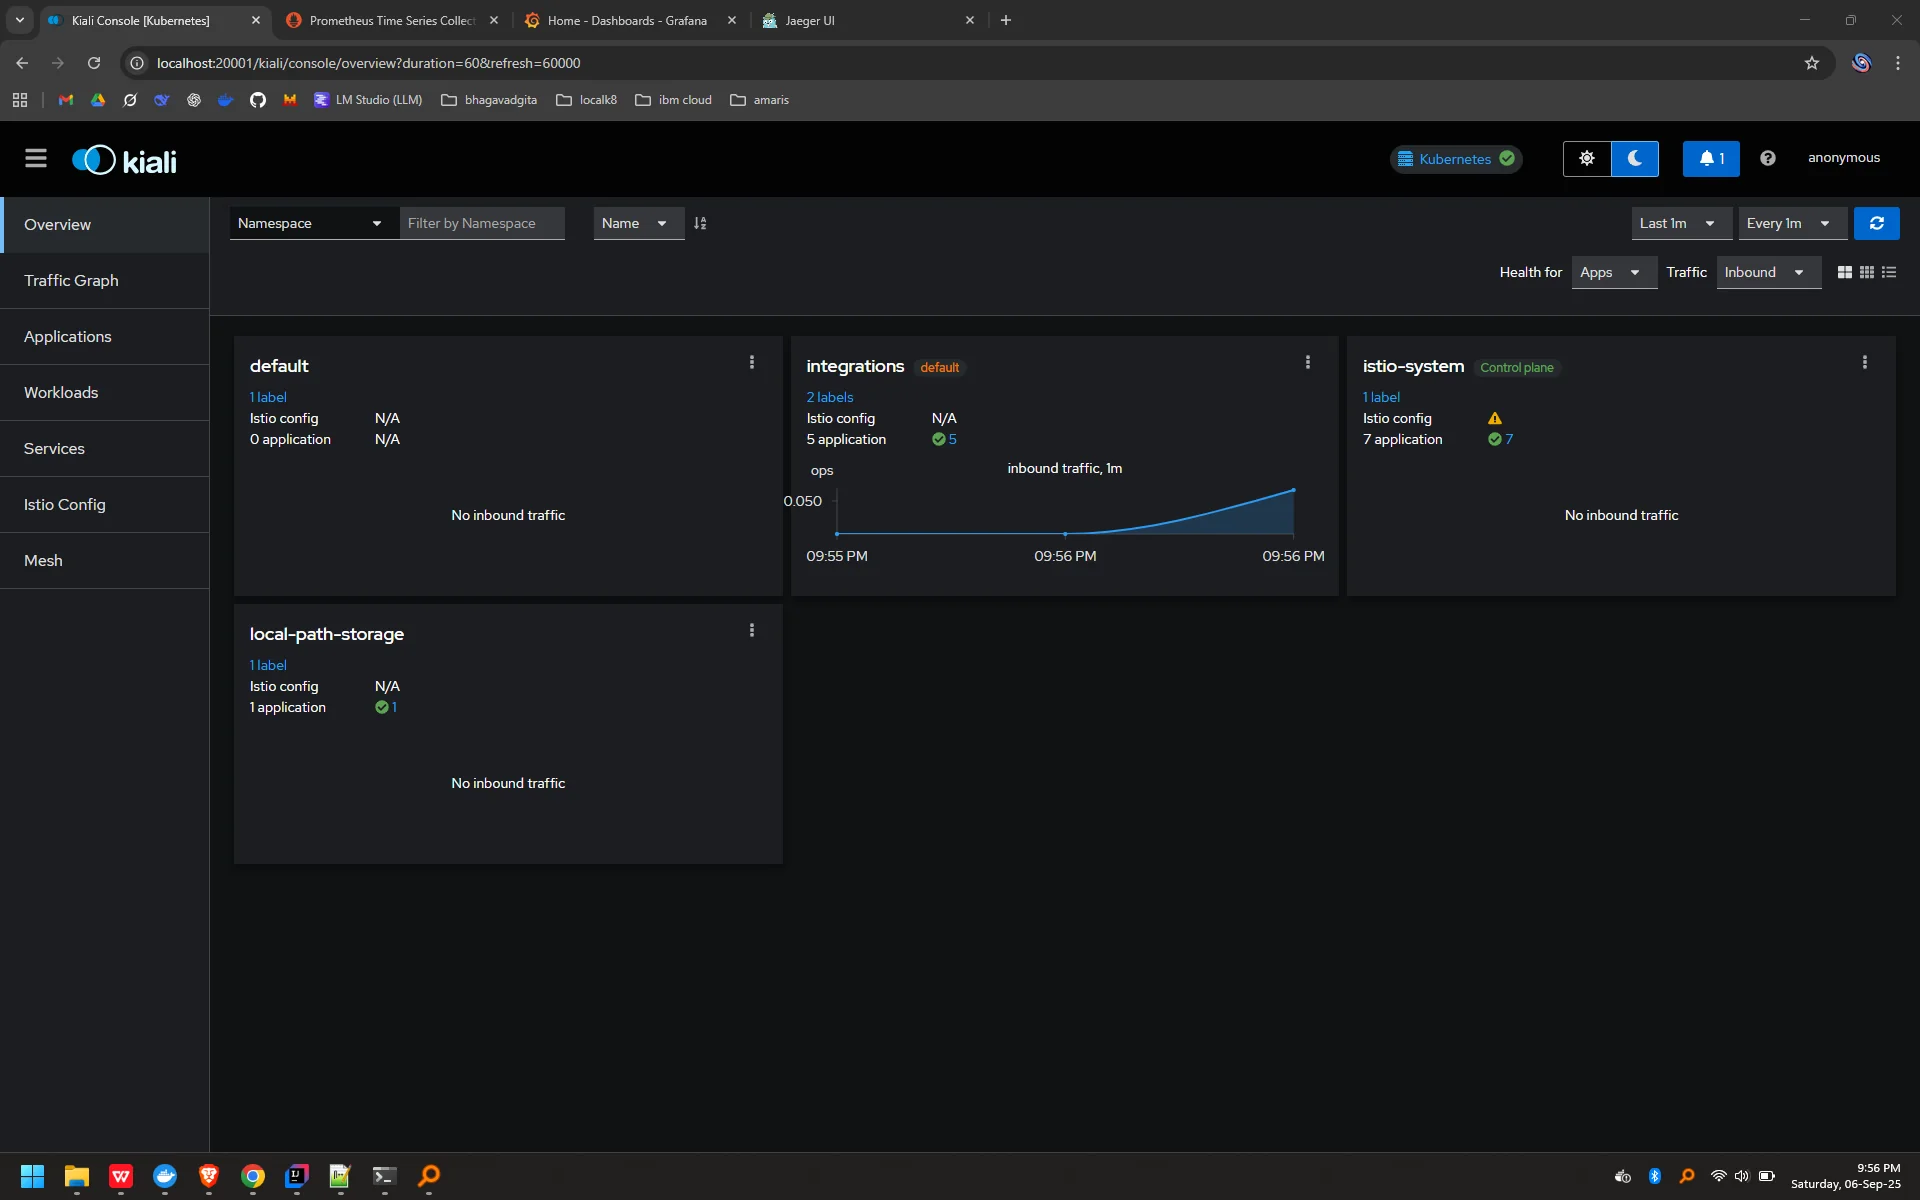 Kiali Console [Kubernetes]
Prometheus Time Series Collect
Home - Dashboards - Grafana
Jaeger UI
localhost:20001/kiali/console/overview?duration=60&refresh=60000
LM Studio (LLM)
bhagavadgita
localk8
ibm cloud
amaris
kiali
Kubernetes
1
anonymous
Overview
Traffic Graph
Applications
Workloads
Services
Istio Config
Mesh
Namespace
Filter by Namespace
Name
Last 1m
Every 1m
Health for
Apps
Traffic
Inbound
default
1 label
Istio config N/A
0 application N/A
No inbound traffic
integrations default
2 labels
Istio config N/A
5 application 5
ops
inbound traffic, 1m
0.050
09:55 PM
09:56 PM
09:56 PM
istio-system Control plane
1 label
Istio config
7 application 7
No inbound traffic
local-path-storage
1 label
Istio config N/A
1 application 1
No inbound traffic
9:56 PM
Saturday, 06-Sep-25